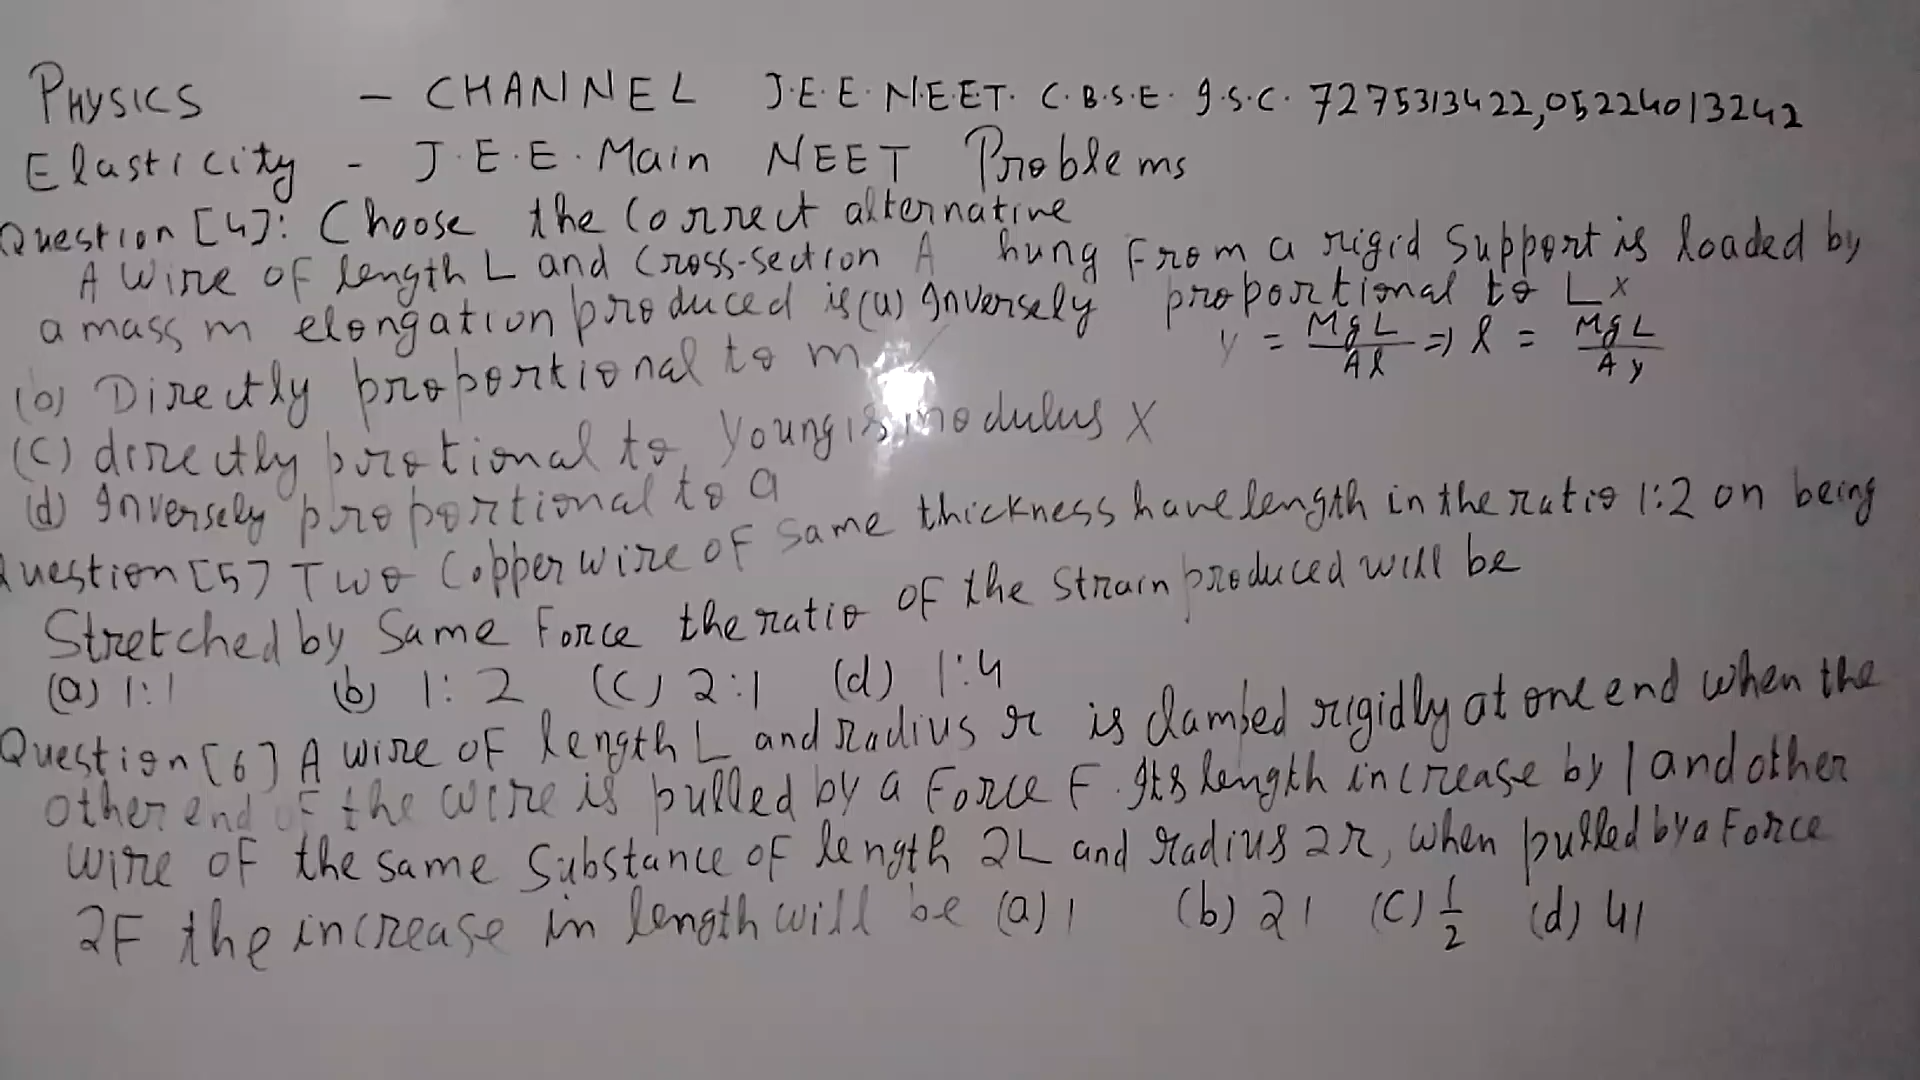 PHYSICS - CHANNEL J.E.E. N.E.E.T. C.B.S.E. I.S.C. 7275313422,05224013242
Elasticity - J.E.E. Main NEET Problems
Question [4]: Choose the correct alternative
A wire of length L and cross-section A hung from a rigid support is loaded by
a mass m elongation produced is (a) Inversely proportional to L x
y = MgL/Al => l = MgL/Ay
(b) Directly proportional to m
(c) directly protional to Young's modulus x
(d) Inversely proportional to a
Question [5] Two Copper wire of same thickness have length in the ratio 1:2 on being
Stretched by same force the ratio of the strain produced will be
(a) 1:1 (b) 1:2 (c) 2:1 (d) 1:4
Question [6] A wire of length L and radius r is clamped rigidly at one end when the
other end of the wire is pulled by a force F. Its length increase by l and other
wire of the same substance of length 2L and radius 2r, when pulled by a force
2F the increase in length will be (a) l (b) 2l (c) l/2 (d) 4l